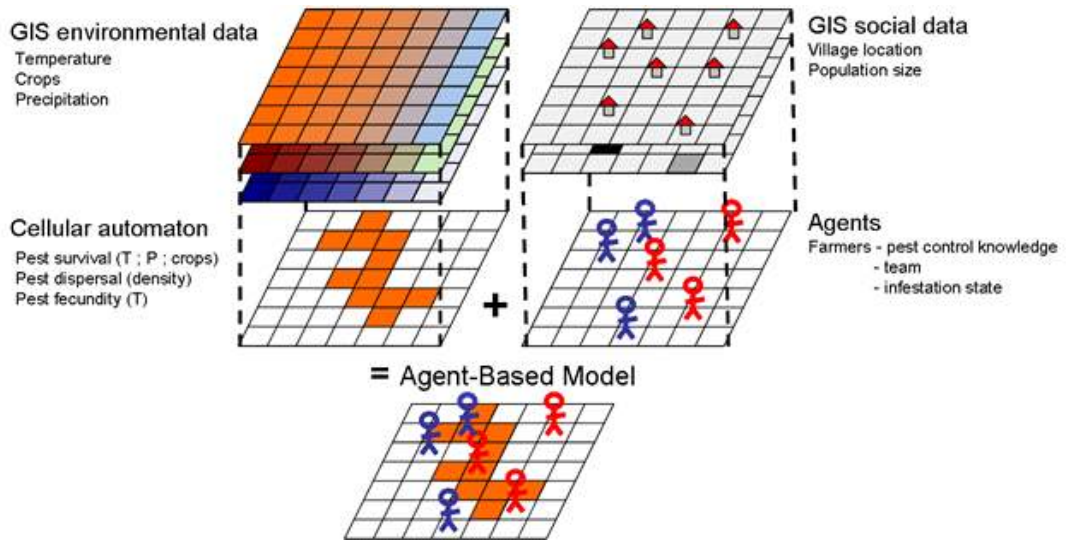 GIS environmental data
Temperature
Crops
Precipitation
GIS social data
Village location
Population size
Cellular automaton
Pest survival (T ; P ; crops)
Pest dispersal (density)
Pest fecundity (T)
+
Agents
Farmers - pest control knowledge
- team
- infestation state
= Agent-Based Model